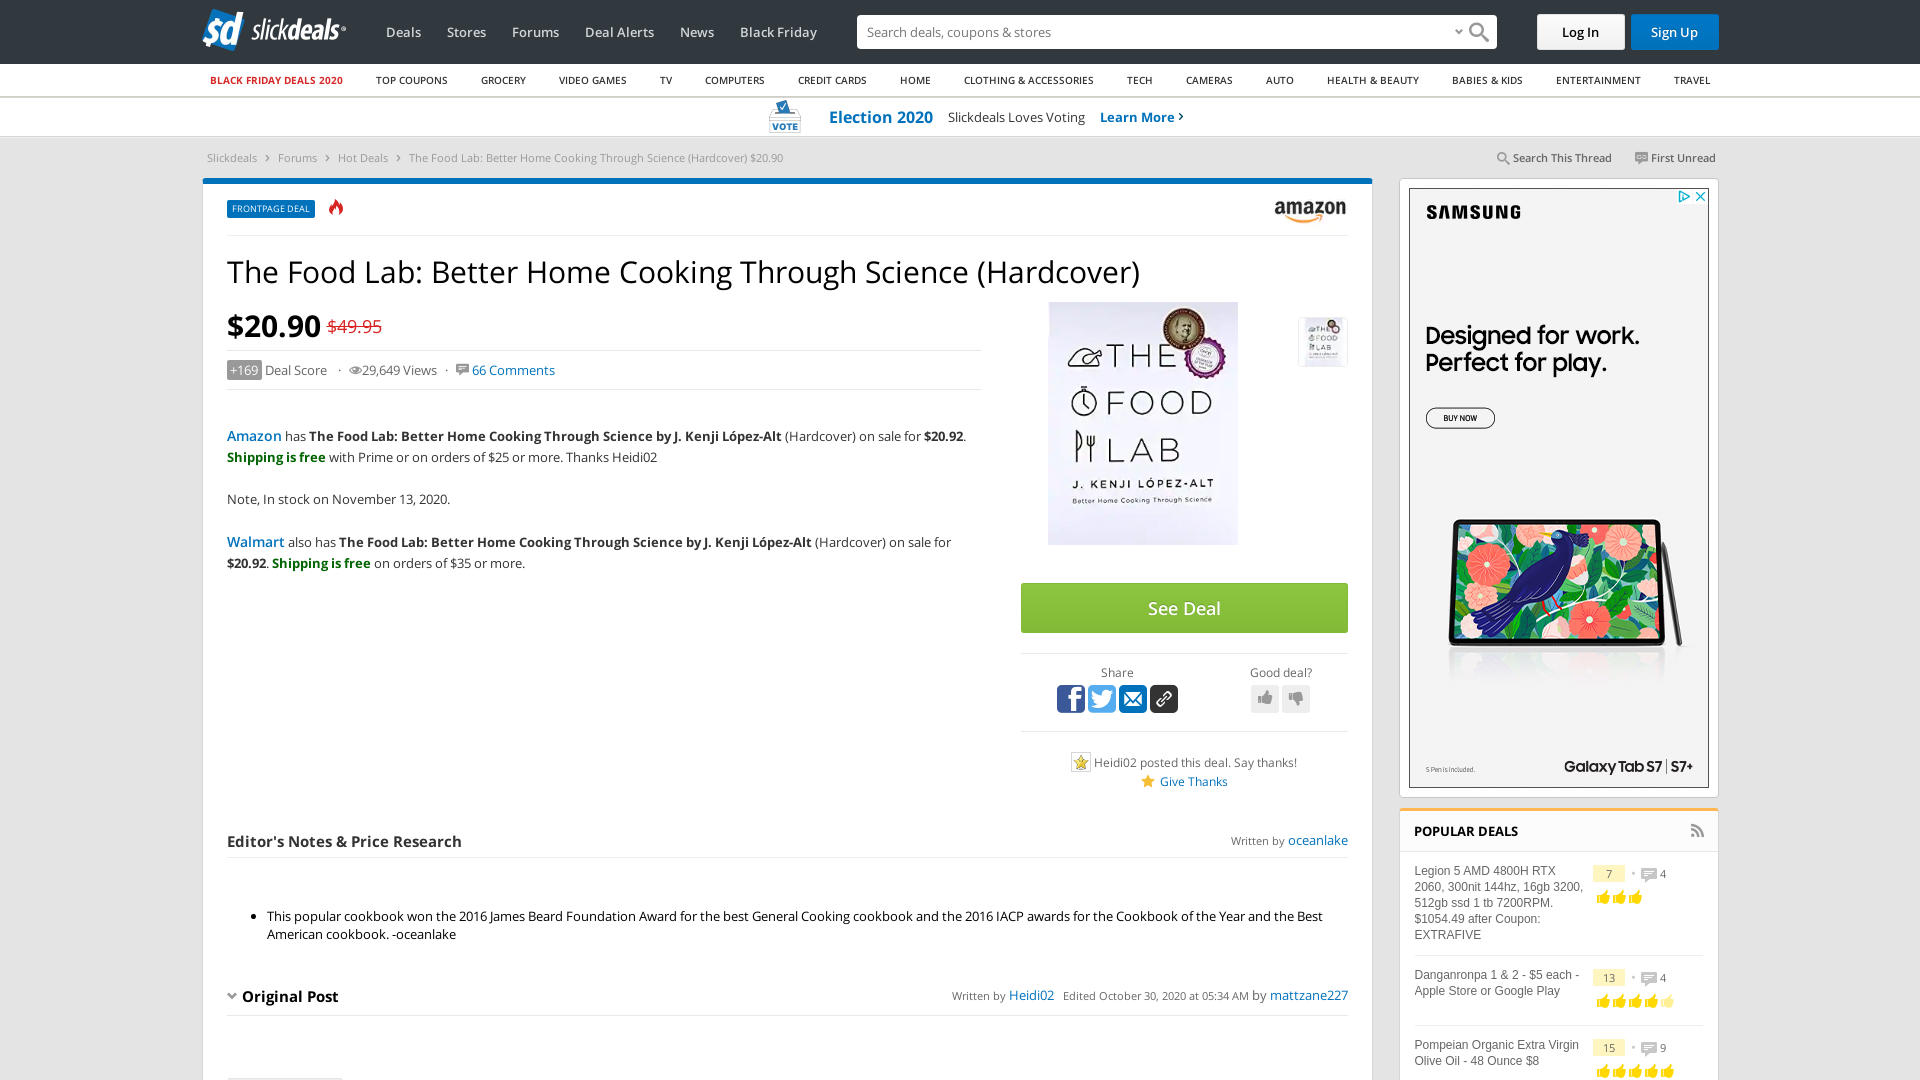 slickdeals
Deals
Stores
Forums
Deal Alerts
News
Black Friday
Search deals, coupons & stores
Log In
Sign Up
BLACK FRIDAY DEALS 2020
TOP COUPONS
GROCERY
VIDEO GAMES
TV
COMPUTERS
CREDIT CARDS
HOME
CLOTHING & ACCESSORIES
TECH
CAMERAS
AUTO
HEALTH & BEAUTY
BABIES & KIDS
ENTERTAINMENT
TRAVEL
VOTE
Election 2020 Slickdeals Loves Voting Learn More
Slickdeals > Forums > Hot Deals > The Food Lab: Better Home Cooking Through Science (Hardcover) $20.90
Search This Thread
First Unread
FRONTPAGE DEAL
amazon
The Food Lab: Better Home Cooking Through Science (Hardcover)
$20.90 $49.95
+169 Deal Score · 29,649 Views · 66 Comments
Amazon has The Food Lab: Better Home Cooking Through Science by J. Kenji López-Alt (Hardcover) on sale for $20.92.
Shipping is free with Prime or on orders of $25 or more. Thanks Heidi02
Note, In stock on November 13, 2020.
Walmart also has The Food Lab: Better Home Cooking Through Science by J. Kenji López-Alt (Hardcover) on sale for
$20.92. Shipping is free on orders of $35 or more.
THE
FOOD
LAB
J. KENJI LÓPEZ-ALT
Better Home Cooking Through Science
THE
FOOD
LAB
See Deal
Share
Good deal?
Heidi02 posted this deal. Say thanks!
Give Thanks
Editor's Notes & Price Research
Written by oceanlake
• This popular cookbook won the 2016 James Beard Foundation Award for the best General Cooking cookbook and the 2016 IACP awards for the Cookbook of the Year and the Best
American cookbook. -oceanlake
Original Post
Written by Heidi02 Edited October 30, 2020 at 05:34 AM by mattzane227
SAMSUNG
Designed for work.
Perfect for play.
BUY NOW
S Pen is included.
Galaxy Tab S7 | S7+
POPULAR DEALS
Legion 5 AMD 4800H RTX
2060, 300nit 144hz, 16gb 3200,
512gb ssd 1 tb 7200RPM.
$1054.49 after Coupon:
EXTRAFIVE
7 • 4
Danganronpa 1 & 2 - $5 each -
Apple Store or Google Play
13 • 4
Pompeian Organic Extra Virgin
Olive Oil - 48 Ounce $8
15 • 9